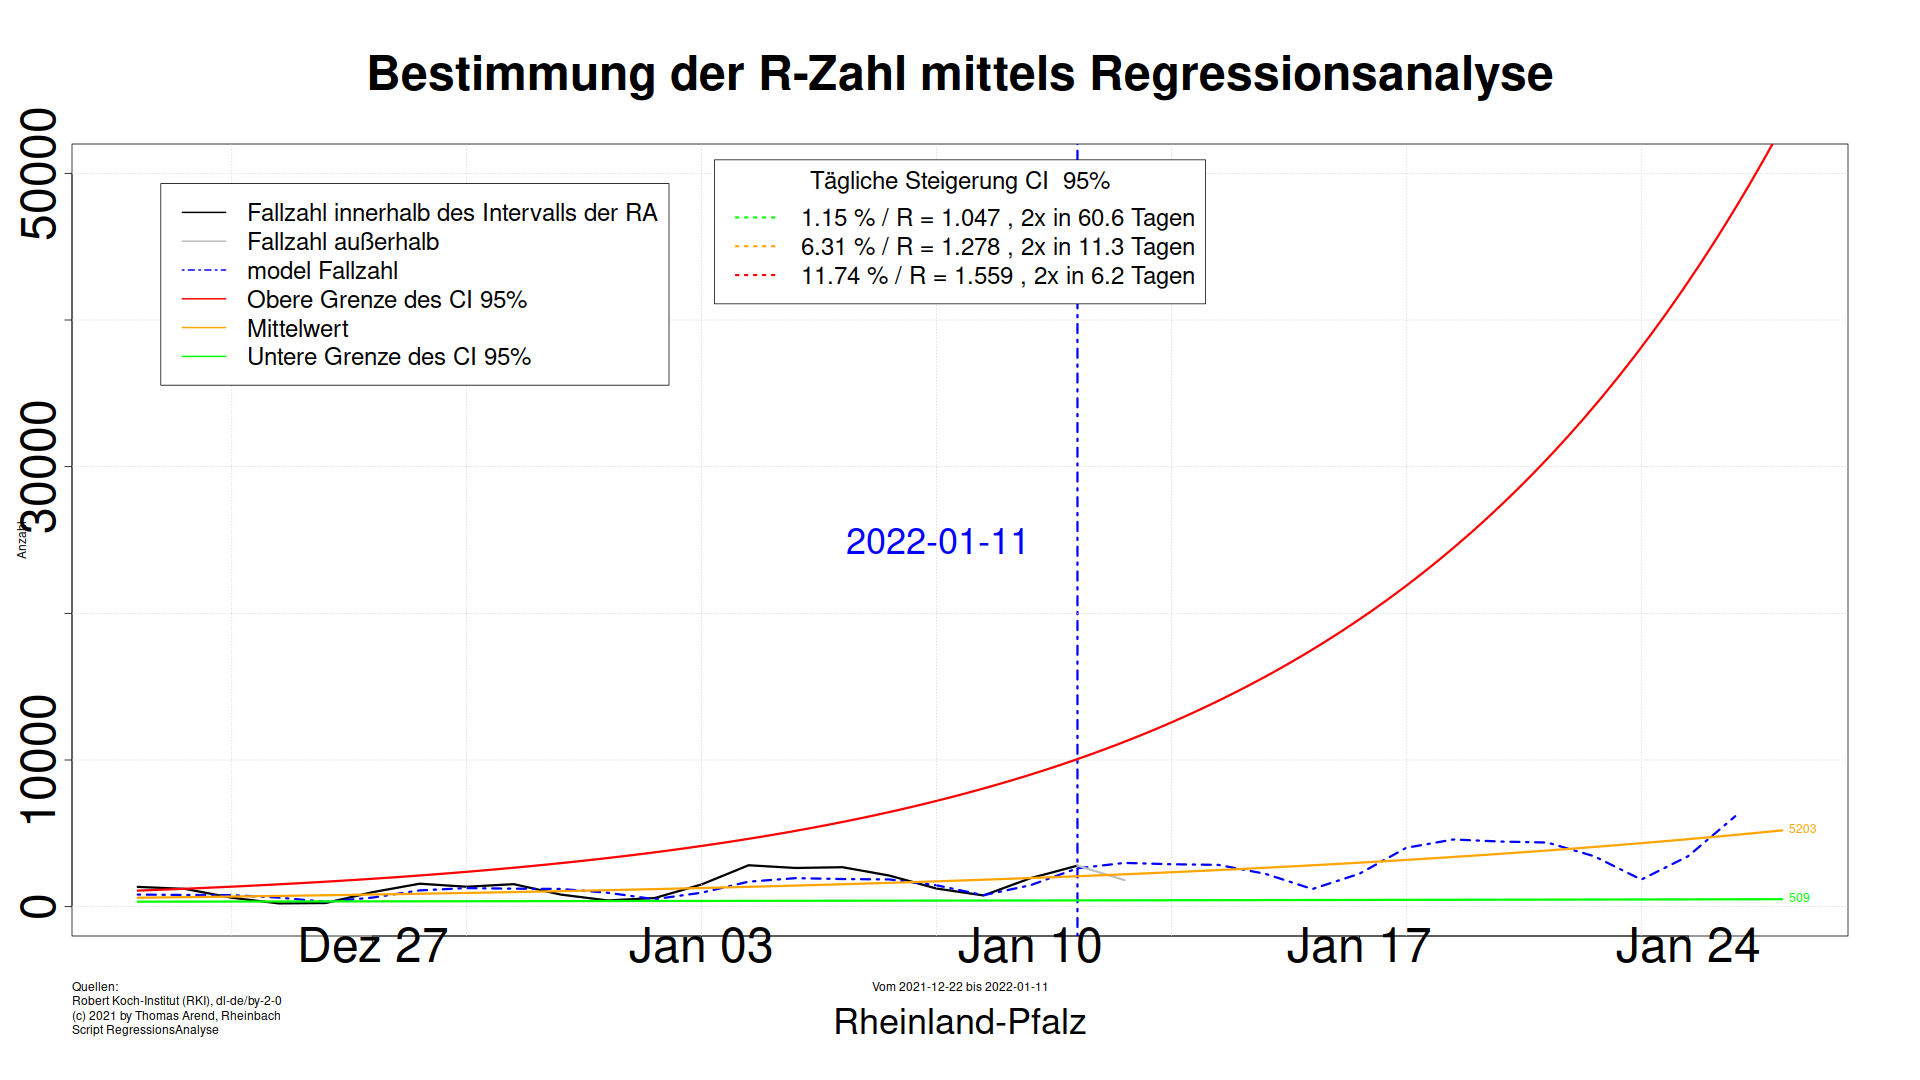 Bestimmung der R-Zahl mittels Regressionsanalyse
50000
30000
10000
0
Anzahl
Fallzahl innerhalb des Intervalls der RA
Fallzahl außerhalb
model Fallzahl
Obere Grenze des CI 95%
Mittelwert
Untere Grenze des CI 95%
Tägliche Steigerung CI  95%
1.15 % / R = 1.047 , 2x in 60.6 Tagen
6.31 % / R = 1.278 , 2x in 11.3 Tagen
11.74 % / R = 1.559 , 2x in 6.2 Tagen
2022-01-11
5203
509
Dez 27 Jan 03 Jan 10 Jan 17 Jan 24
Quellen:
Robert Koch-Institut (RKI), dl-de/by-2-0
(c) 2021 by Thomas Arend, Rheinbach
Script RegressionsAnalyse
Vom 2021-12-22 bis 2022-01-11
Rheinland-Pfalz